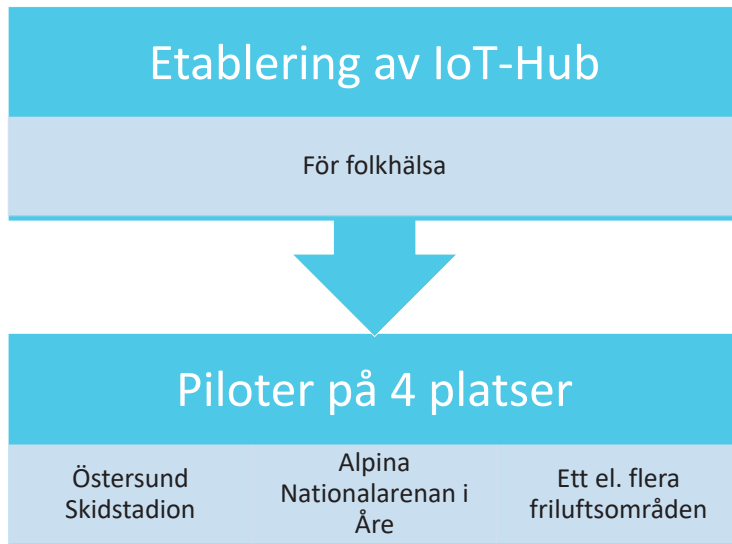 Etablering av IoT-Hub
För folkhälsa
Piloter på 4 platser
Östersund
Skidstadion
Alpina
Nationalarenan i
Åre
Ett el. flera
friluftsområden